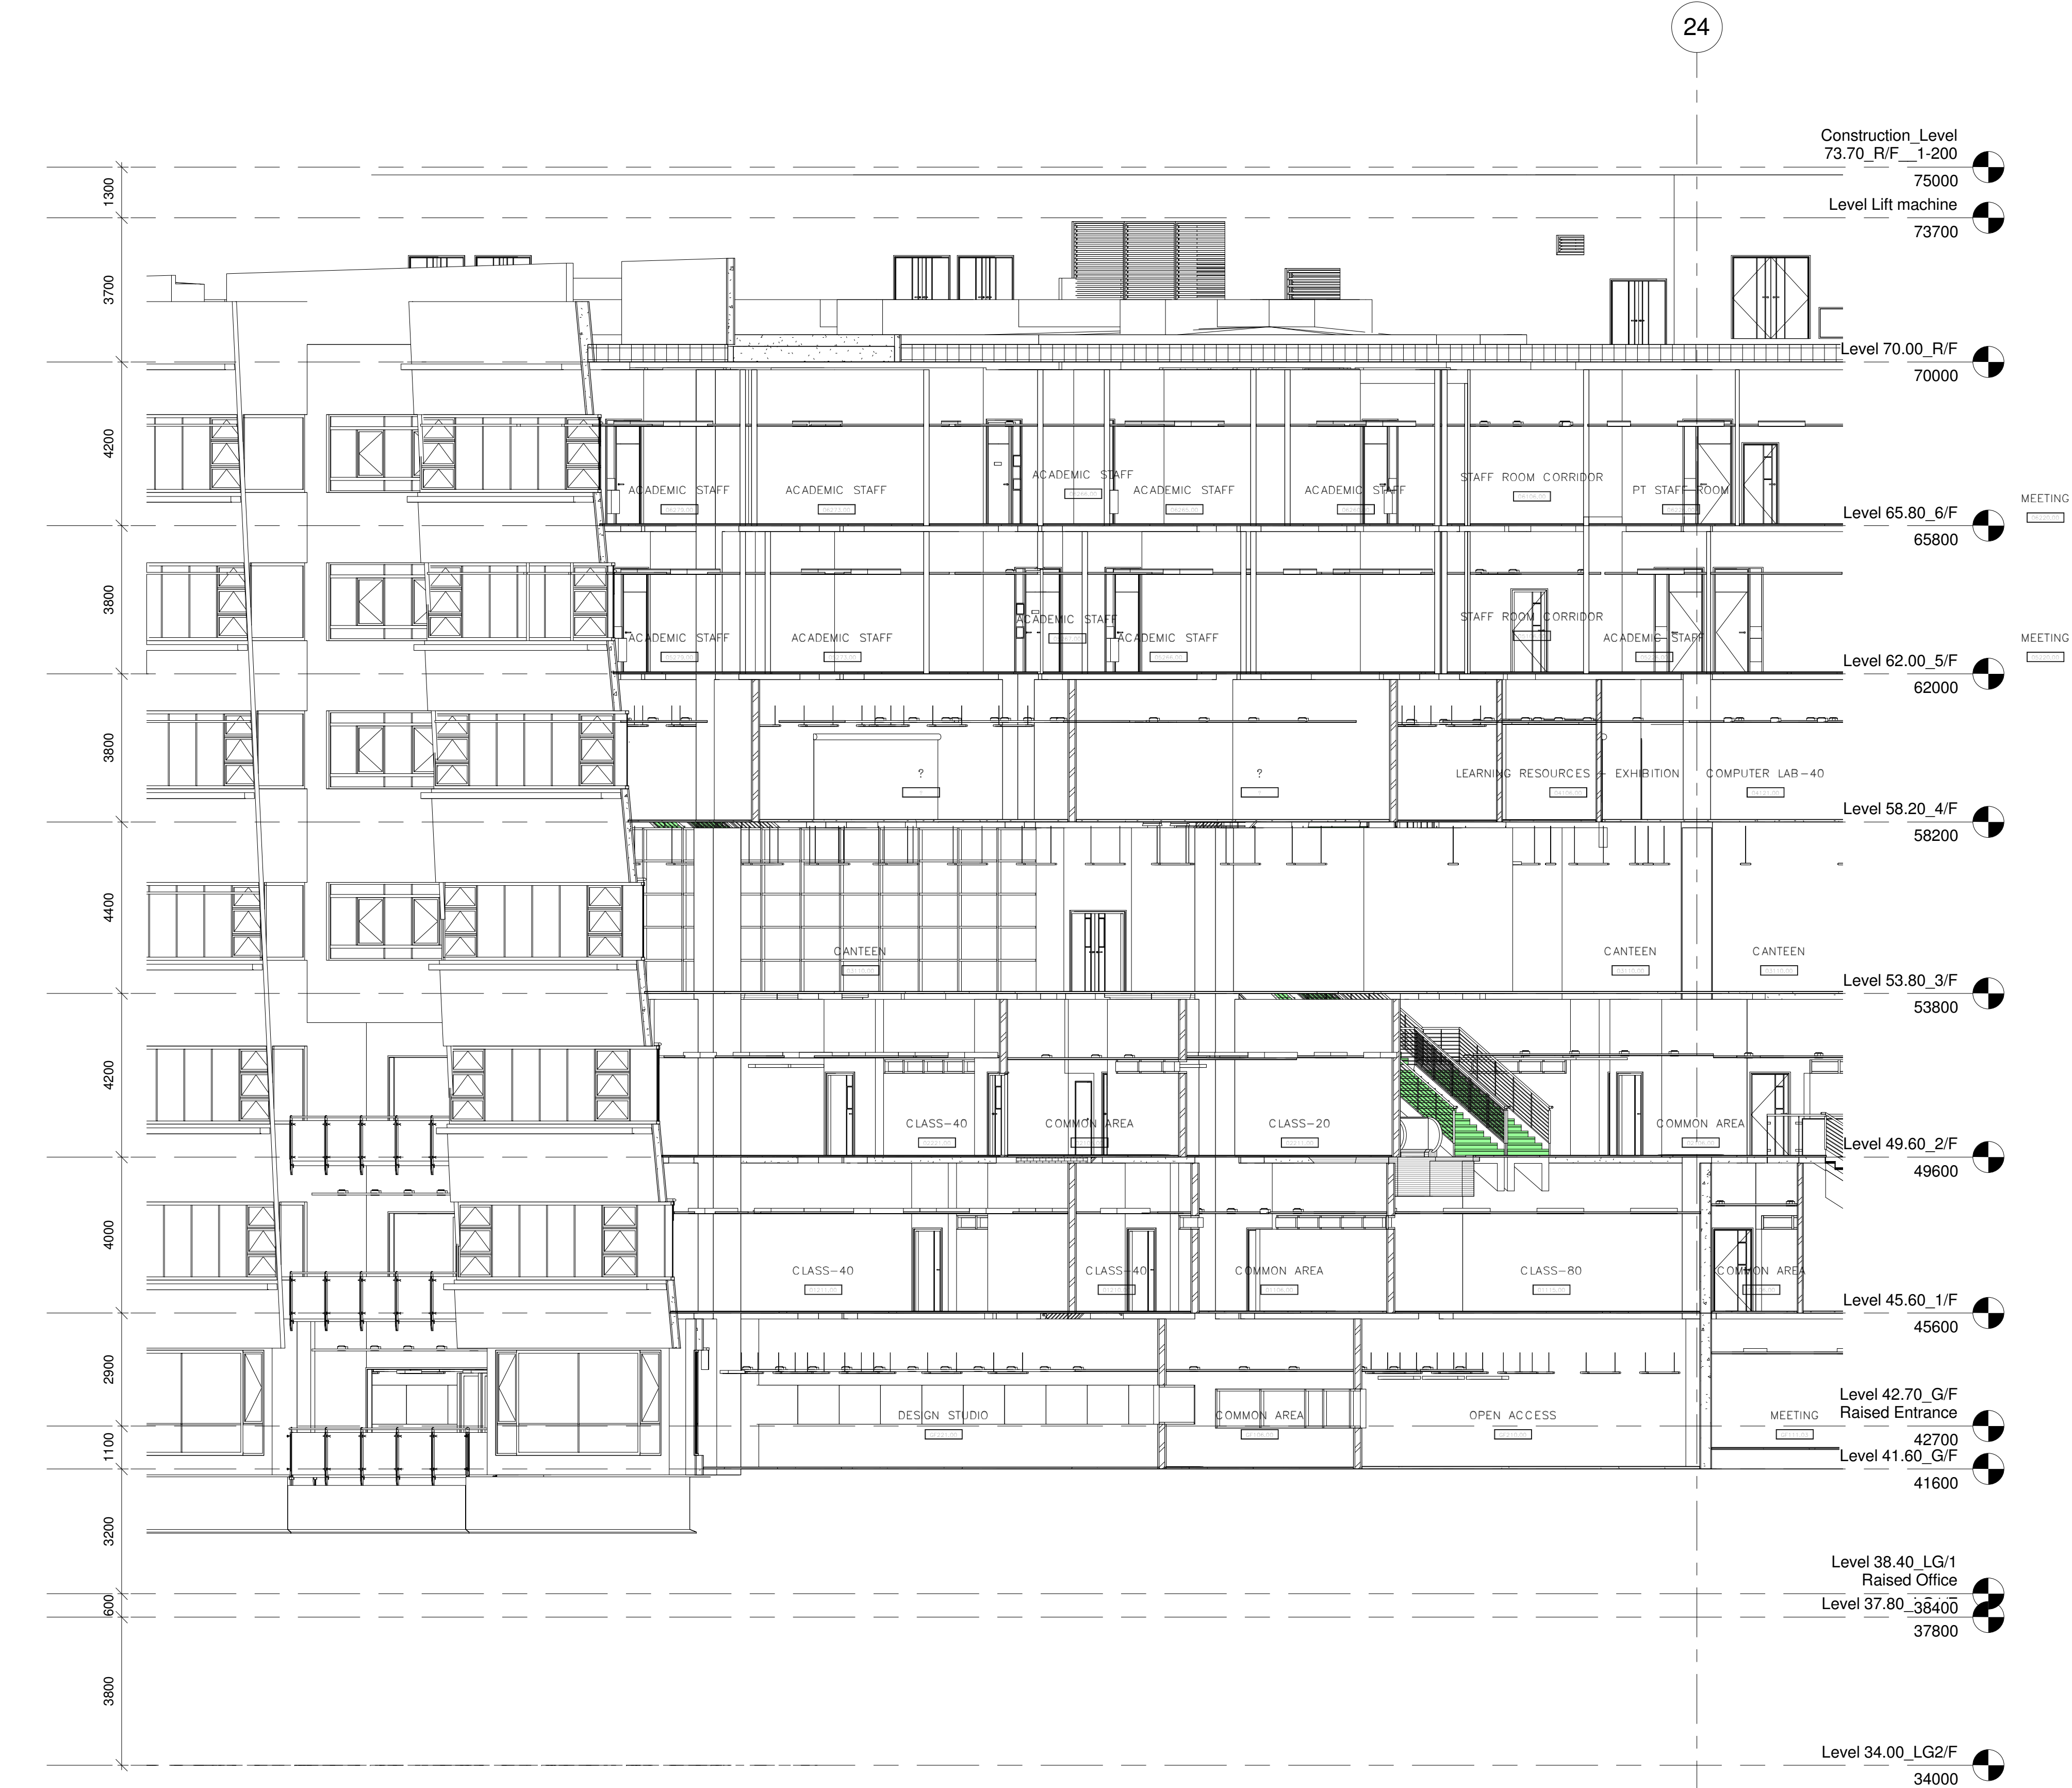 24
Construction_Level
73.70_R/F__1-200
75000
1300
Level Lift machine
73700
3700
Level 70.00_R/F
70000
4200
ACADEMIC STAFF
ACADEMIC STAFF
ACADEMIC STAFF
ACADEMIC STAFF
ACADEMIC STAFF
STAFF ROOM CORRIDOR
PT STAFF ROOM
MEETING
Level 65.80_6/F
65800
3800
ACADEMIC STAFF
ACADEMIC STAFF
ACADEMIC STAFF
ACADEMIC STAFF
STAFF ROOM CORRIDOR
ACADEMIC STAFF
MEETING
Level 62.00_5/F
62000
3800
?
?
LEARNING RESOURCES + EXHIBITION
COMPUTER LAB-40
Level 58.20_4/F
58200
4400
CANTEEN
CANTEEN
CANTEEN
Level 53.80_3/F
53800
4200
CLASS-40
COMMON AREA
CLASS-20
COMMON AREA
Level 49.60_2/F
49600
4000
CLASS-40
CLASS-40
COMMON AREA
CLASS-80
COMMON AREA
Level 45.60_1/F
45600
2900
DESIGN STUDIO
COMMON AREA
OPEN ACCESS
MEETING
Level 42.70_G/F
Raised Entrance
42700
1100
Level 41.60_G/F
41600
3200
Level 38.40_LG/1
Raised Office
38400
600
Level 37.80_
37800
3800
Level 34.00_LG2/F
34000